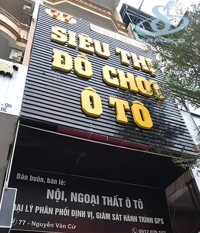 SIÊU THỊ
ĐỒ CHƠI
Ô TÔ
Bán buôn, bán lẻ:
NỘI, NGOẠI THẤT Ô TÔ
ĐẠI LÝ PHÂN PHỐI ĐỊNH VỊ, GIÁM SÁT HÀNH TRÌNH GPS
77 - Nguyễn Văn Cừ